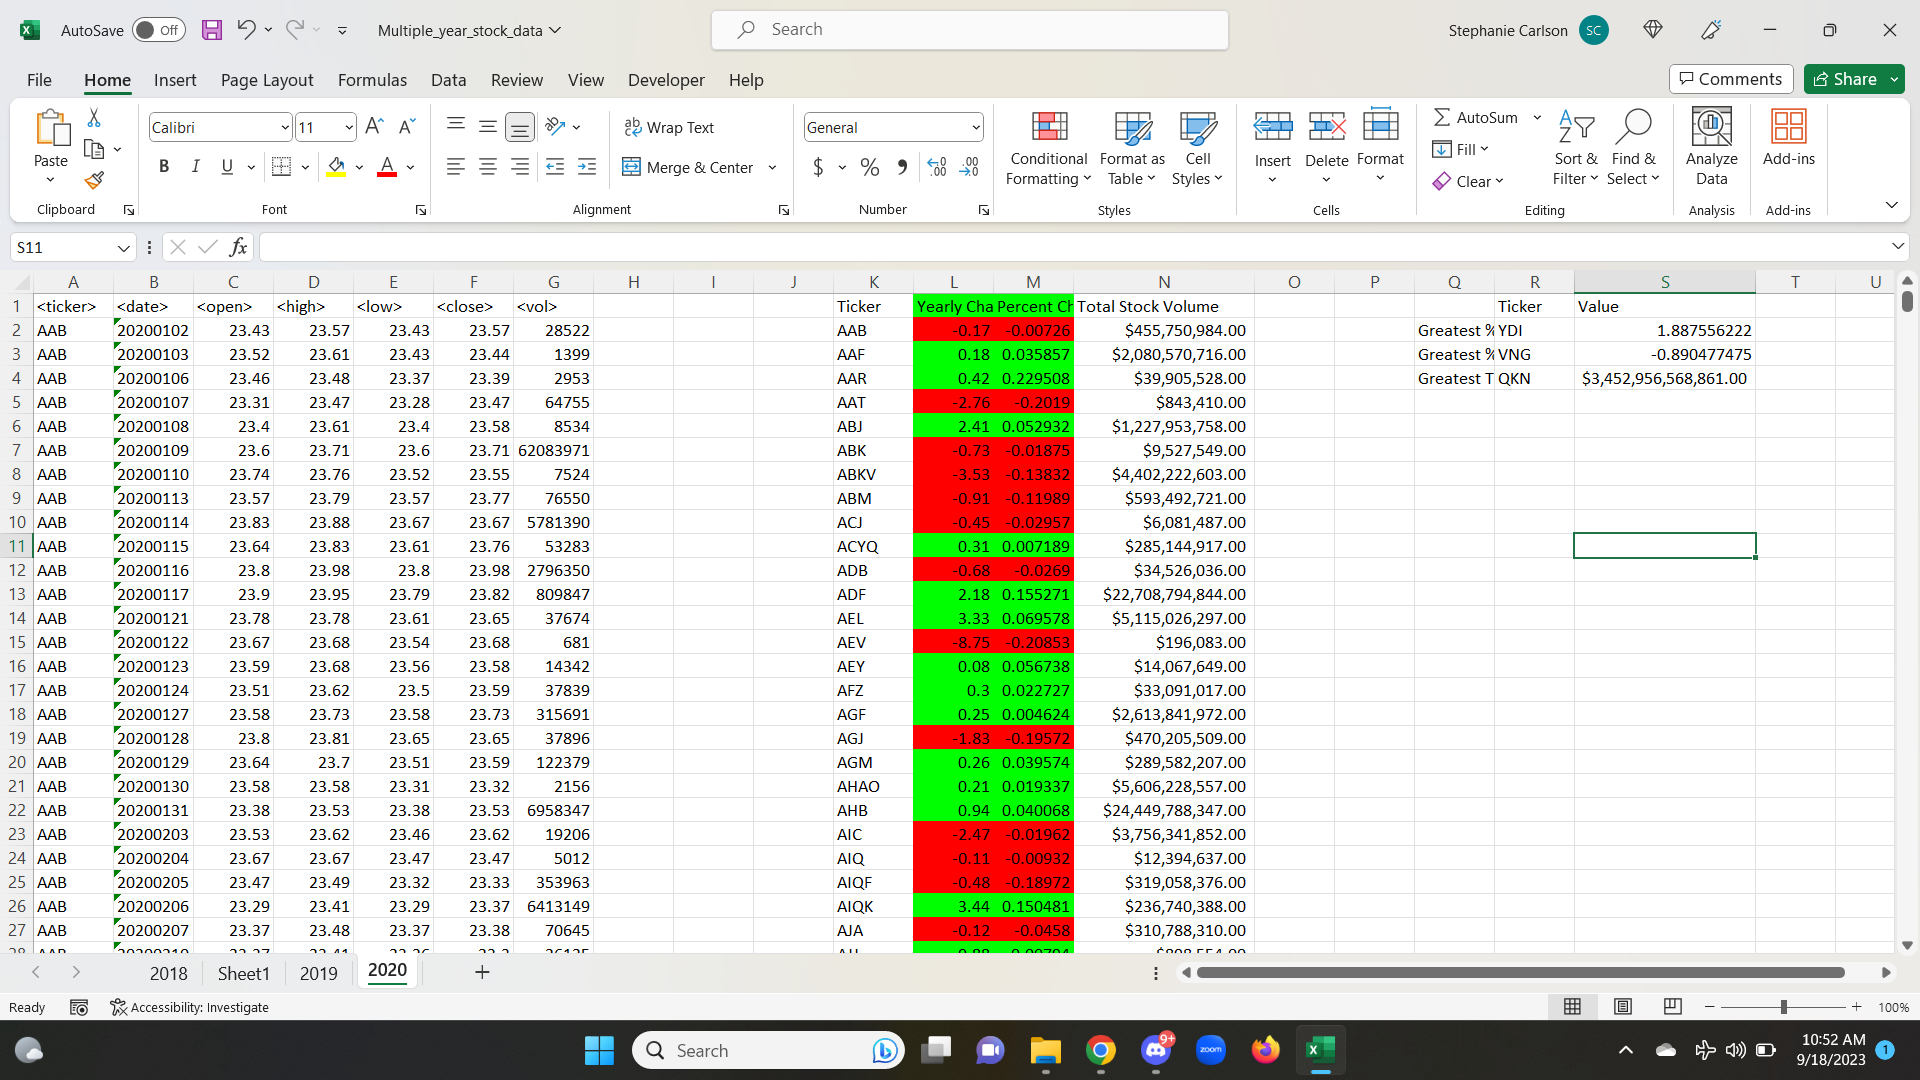 AutoSave Off Multiple_year_stock_data Search Stephanie Carlson SC
File Home Insert Page Layout Formulas Data Review View Developer Help Comments Share
Calibri 11 Wrap Text General AutoSum
Paste B I U Merge & Center $ % Conditional Formatting Format as Table Cell Styles Insert Delete Format Fill Clear Sort & Filter Find & Select Analyze Data Add-ins
Clipboard Font Alignment Number Styles Cells Editing Analysis Add-ins
S11 fx
A B C D E F G H I J K L M N O P Q R S T U
1 <ticker> <date> <open> <high> <low> <close> <vol> Ticker Yearly Cha Percent Ch Total Stock Volume Ticker Value
2 AAB 20200102 23.43 23.57 23.43 23.57 28522 AAB -0.17 -0.00726 $455,750,984.00 Greatest % YDI 1.887556222
3 AAB 20200103 23.52 23.61 23.43 23.44 1399 AAF 0.18 0.035857 $2,080,570,716.00 Greatest % VNG -0.890477475
4 AAB 20200106 23.46 23.48 23.37 23.39 2953 AAR 0.42 0.229508 $39,905,528.00 Greatest T QKN $3,452,956,568,861.00
5 AAB 20200107 23.31 23.47 23.28 23.47 64755 AAT -2.76 -0.2019 $843,410.00
6 AAB 20200108 23.4 23.61 23.4 23.58 8534 ABJ 2.41 0.052932 $1,227,953,758.00
7 AAB 20200109 23.6 23.71 23.6 23.71 62083971 ABK -0.73 -0.01875 $9,527,549.00
8 AAB 20200110 23.74 23.76 23.52 23.55 7524 ABKV -3.53 -0.13832 $4,402,222,603.00
9 AAB 20200113 23.57 23.79 23.57 23.77 76550 ABM -0.91 -0.11989 $593,492,721.00
10 AAB 20200114 23.83 23.88 23.67 23.67 5781390 ACJ -0.45 -0.02957 $6,081,487.00
11 AAB 20200115 23.64 23.83 23.61 23.76 53283 ACYQ 0.31 0.007189 $285,144,917.00
12 AAB 20200116 23.8 23.98 23.8 23.98 2796350 ADB -0.68 -0.0269 $34,526,036.00
13 AAB 20200117 23.9 23.95 23.79 23.82 809847 ADF 2.18 0.155271 $22,708,794,844.00
14 AAB 20200121 23.78 23.78 23.61 23.65 37674 AEL 3.33 0.069578 $5,115,026,297.00
15 AAB 20200122 23.67 23.68 23.54 23.68 681 AEV -8.75 -0.20853 $196,083.00
16 AAB 20200123 23.59 23.68 23.56 23.58 14342 AEY 0.08 0.056738 $14,067,649.00
17 AAB 20200124 23.51 23.62 23.5 23.59 37839 AFZ 0.3 0.022727 $33,091,017.00
18 AAB 20200127 23.58 23.73 23.58 23.73 315691 AGF 0.25 0.004624 $2,613,841,972.00
19 AAB 20200128 23.8 23.81 23.65 23.65 37896 AGJ -1.83 -0.19572 $470,205,509.00
20 AAB 20200129 23.64 23.7 23.51 23.59 122379 AGM 0.26 0.039574 $289,582,207.00
21 AAB 20200130 23.58 23.58 23.31 23.32 2156 AHAO 0.21 0.019337 $5,606,228,557.00
22 AAB 20200131 23.38 23.53 23.38 23.53 6958347 AHB 0.94 0.040068 $24,449,788,347.00
23 AAB 20200203 23.53 23.62 23.46 23.62 19206 AIC -2.47 -0.01962 $3,756,341,852.00
24 AAB 20200204 23.67 23.67 23.47 23.47 5012 AIQ -0.11 -0.00932 $12,394,637.00
25 AAB 20200205 23.47 23.49 23.32 23.33 353963 AIQF -0.48 -0.18972 $319,058,376.00
26 AAB 20200206 23.29 23.41 23.29 23.37 6413149 AIQK 3.44 0.150481 $236,740,388.00
27 AAB 20200207 23.37 23.48 23.37 23.38 70645 AJA -0.12 -0.0458 $310,788,310.00
2018 Sheet1 2019 2020
Ready Accessibility: Investigate 100%
Search 9+ zoom 10:52 AM
9/18/2023 1